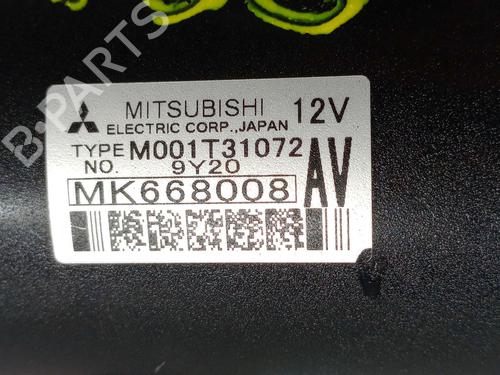 MITSUBISHI 12V
ELECTRIC CORP.,JAPAN
TYPE M001T31072
NO. 9Y20
MK668008 AV
B-PARTS